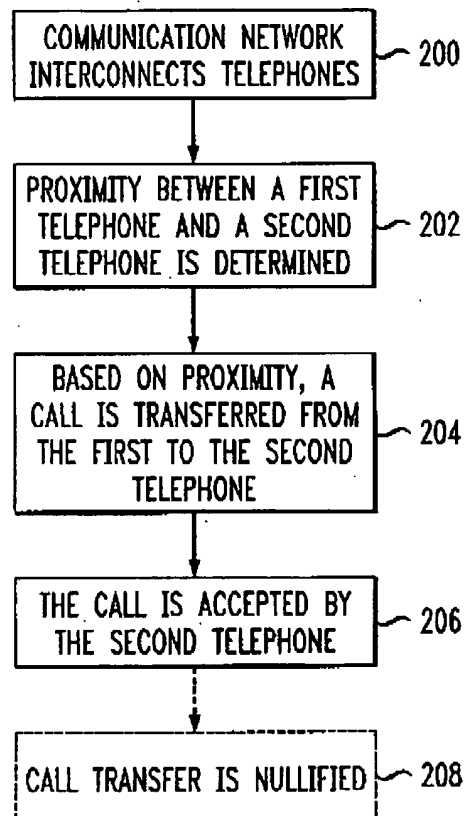 COMMUNICATION NETWORK
INTERCONNECTS TELEPHONES
200
PROXIMITY BETWEEN A FIRST
TELEPHONE AND A SECOND
TELEPHONE IS DETERMINED
202
BASED ON PROXIMITY, A
CALL IS TRANSFERRED FROM
THE FIRST TO THE SECOND
TELEPHONE
204
THE CALL IS ACCEPTED BY
THE SECOND TELEPHONE
206
CALL TRANSFER IS NULLIFIED
208